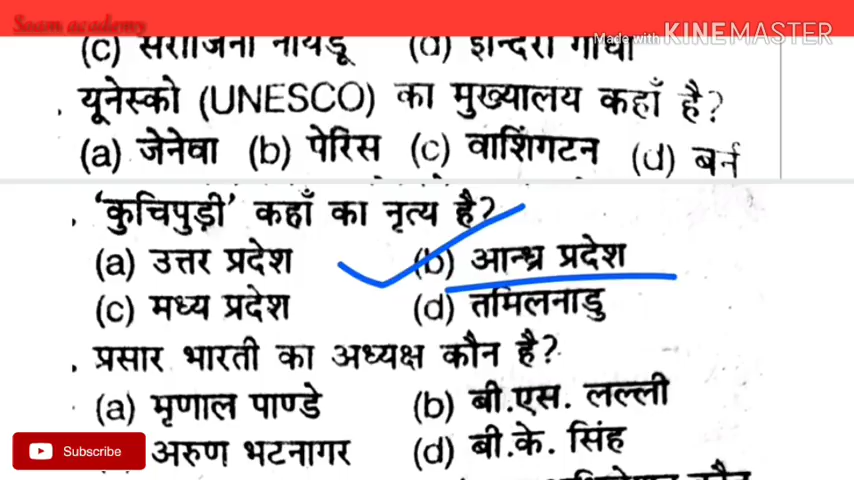 Saam academy
Made with KINEMASTER
(c) सरोजिनी नायडू (d) इन्दिरा गाँधी
. यूनेस्को (UNESCO) का मुख्यालय कहाँ है?
(a) जेनेवा (b) पेरिस (c) वाशिंगटन (d) बर्न
. 'कुचिपुड़ी' कहाँ का नृत्य है?
(a) उत्तर प्रदेश (b) आन्ध्र प्रदेश
(c) मध्य प्रदेश (d) तमिलनाडु
. प्रसार भारती का अध्यक्ष कौन है?
(a) मृणाल पाण्डे (b) बी.एस. लल्ली
अरुण भटनागर (d) बी.के. सिंह
Subscribe
कौन